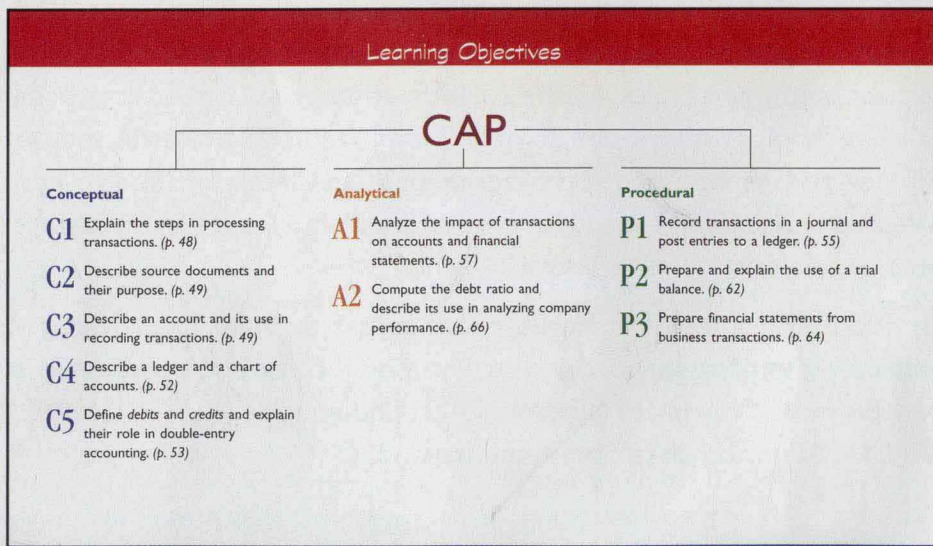 Learning Objectives
CAP
Conceptual
C1 Explain the steps in processing
transactions. (p. 48)
C2 Describe source documents and
their purpose. (p. 49)
C3 Describe an account and its use in
recording transactions. (p. 49)
C4 Describe a ledger and a chart of
accounts. (p. 52)
C5 Define debits and credits and explain
their role in double-entry
accounting. (p. 53)
Analytical
A1 Analyze the impact of transactions
on accounts and financial
statements. (p. 57)
A2 Compute the debt ratio and
describe its use in analyzing company
performance. (p. 66)
Procedural
P1 Record transactions in a journal and
post entries to a ledger. (p. 55)
P2 Prepare and explain the use of a trial
balance. (p. 62)
P3 Prepare financial statements from
business transactions. (p. 64)